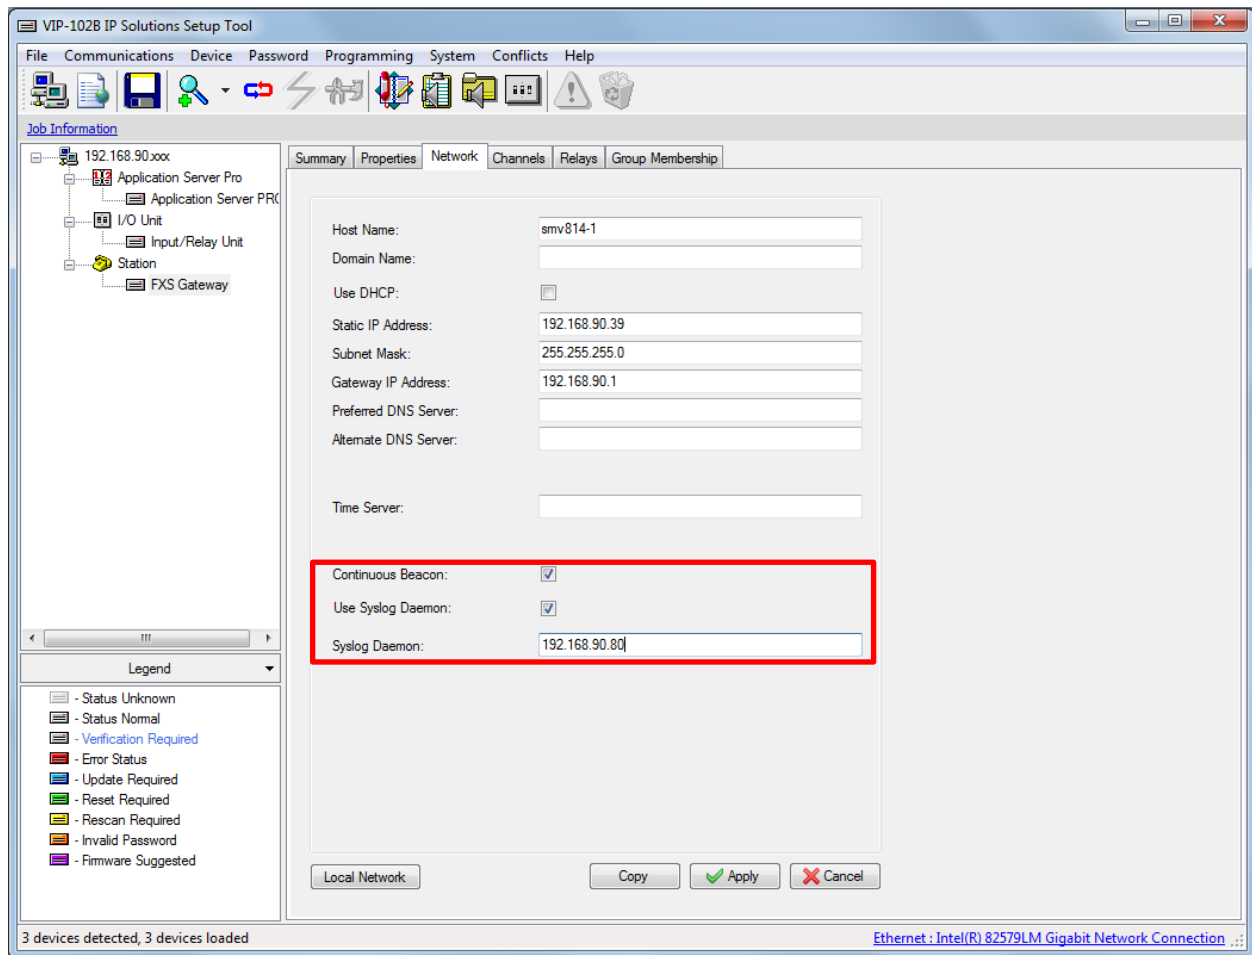 VIP-102B IP Solutions Setup Tool
File Communications Device Password Programming System Conflicts Help
Job Information
192.168.90.xxx
Application Server Pro
Application Server PRO
I/O Unit
Input/Relay Unit
Station
FXS Gateway
Legend
- Status Unknown
- Status Normal
- Verification Required
- Error Status
- Update Required
- Reset Required
- Rescan Required
- Invalid Password
- Firmware Suggested
Summary Properties Network Channels Relays Group Membership
Host Name: smv814-1
Domain Name:
Use DHCP:
Static IP Address: 192.168.90.39
Subnet Mask: 255.255.255.0
Gateway IP Address: 192.168.90.1
Preferred DNS Server:
Alternate DNS Server:
Time Server:
Continuous Beacon:
Use Syslog Daemon:
Syslog Daemon: 192.168.90.80
Local Network Copy Apply Cancel
3 devices detected, 3 devices loaded
Ethernet : Intel(R) 82579LM Gigabit Network Connection